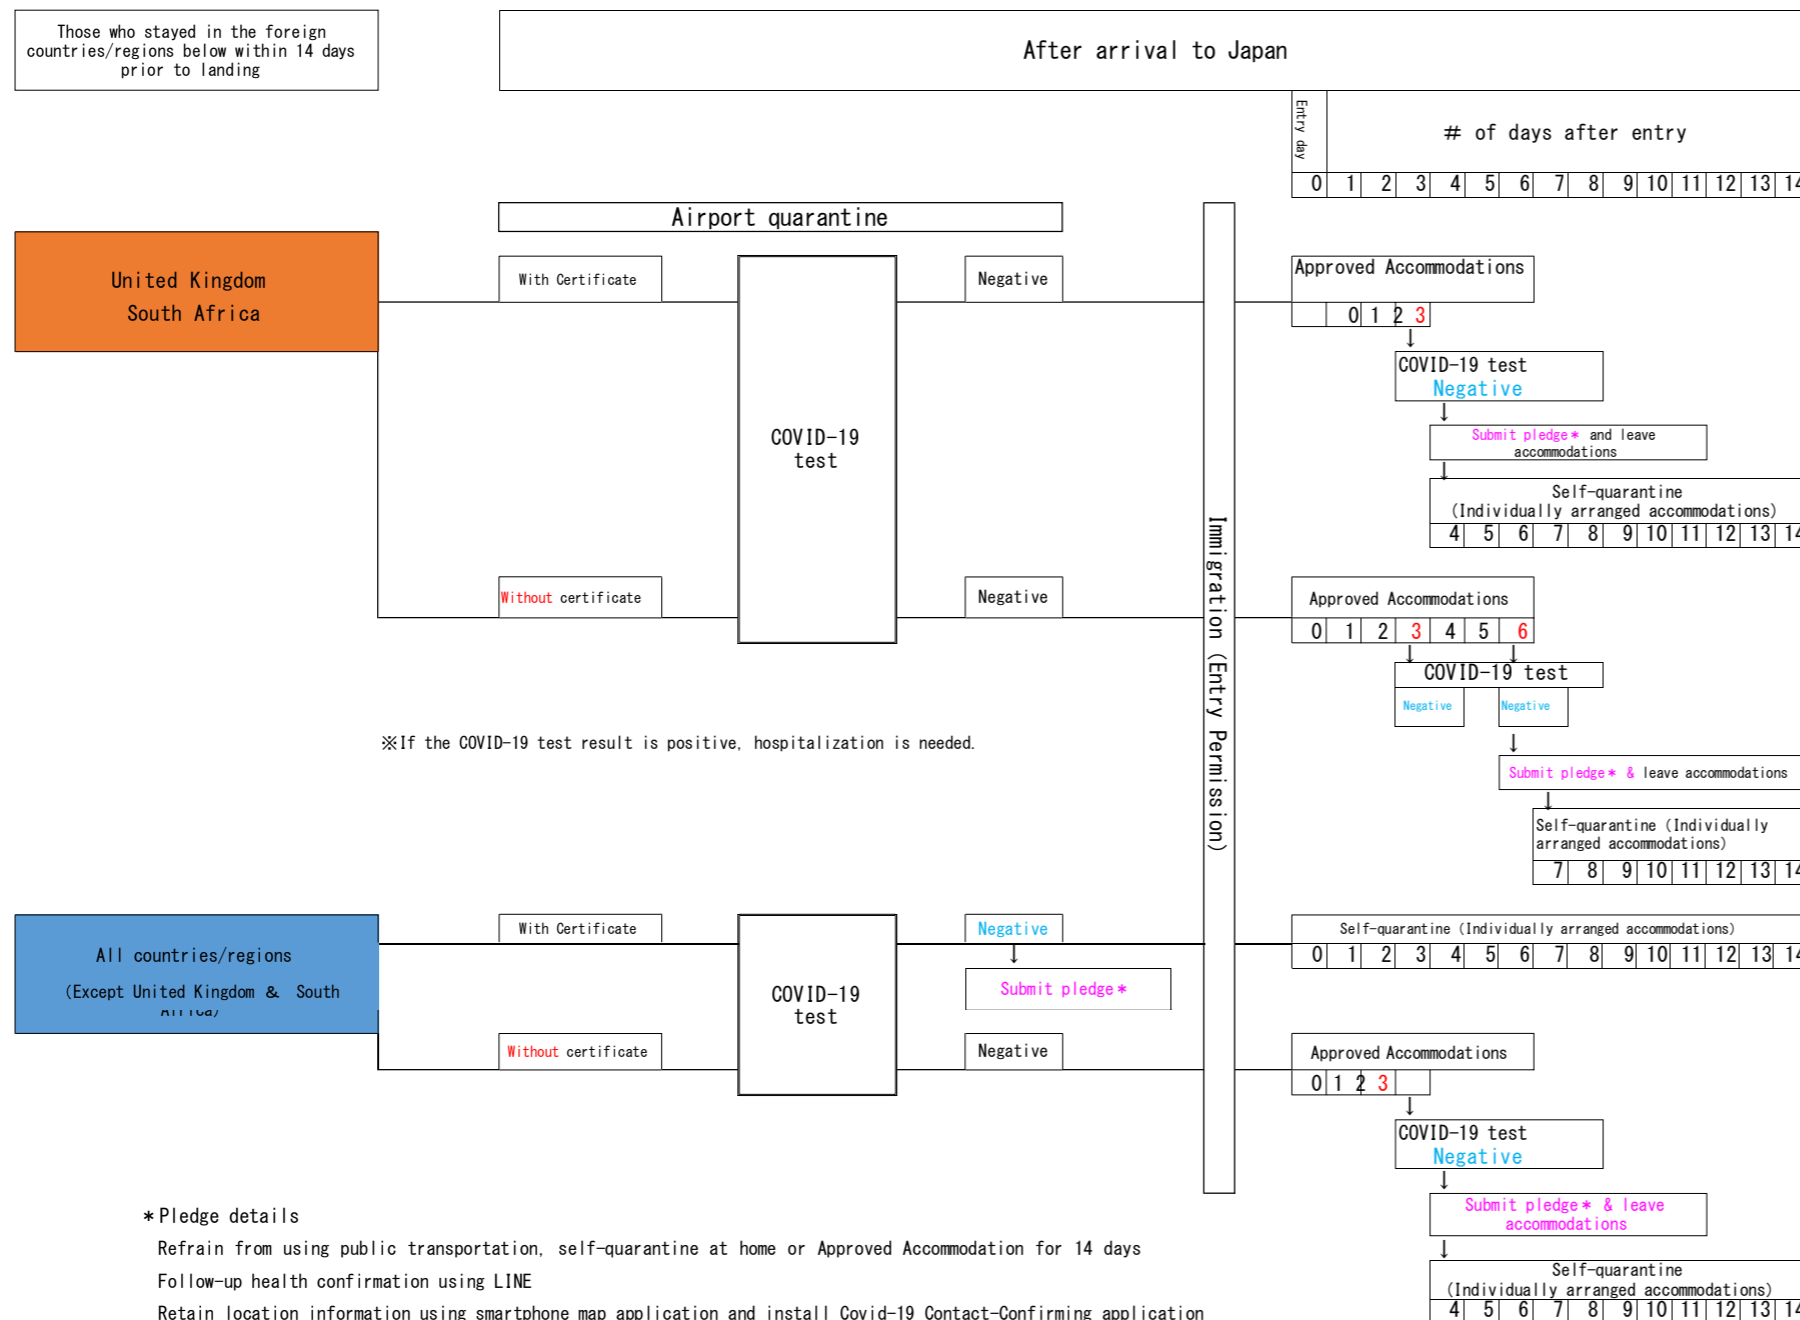 Those who stayed in the foreign
countries/regions below within 14 days
prior to landing
After arrival to Japan
Entry day
# of days after entry
0 1 2 3 4 5 6 7 8 9 10 11 12 13 14
Airport quarantine
United Kingdom
South Africa
With Certificate
COVID-19
test
Negative
Immigration (Entry Permission)
Approved Accommodations
0 1 2 3
↓
COVID-19 test
Negative
↓
Submit pledge* and leave
accommodations
↓
Self-quarantine
(Individually arranged accommodations)
4 5 6 7 8 9 10 11 12 13 14
Without certificate
Negative
Approved Accommodations
0 1 2 3 4 5 6
↓ ↓
COVID-19 test
Negative Negative
↓
Submit pledge* & leave accommodations
↓
Self-quarantine (Individually
arranged accommodations)
7 8 9 10 11 12 13 14
※If the COVID-19 test result is positive, hospitalization is needed.
All countries/regions
(Except United Kingdom & South
Africa)
With Certificate
COVID-19
test
Negative
↓
Submit pledge*
Self-quarantine (Individually arranged accommodations)
0 1 2 3 4 5 6 7 8 9 10 11 12 13 14
Without certificate
Negative
Approved Accommodations
0 1 2 3
↓
COVID-19 test
Negative
↓
Submit pledge* & leave
accommodations
↓
Self-quarantine
(Individually arranged accommodations)
4 5 6 7 8 9 10 11 12 13 14
*Pledge details
Refrain from using public transportation, self-quarantine at home or Approved Accommodation for 14 days
Follow-up health confirmation using LINE
Retain location information using smartphone map application and install Covid-19 Contact-Confirming application